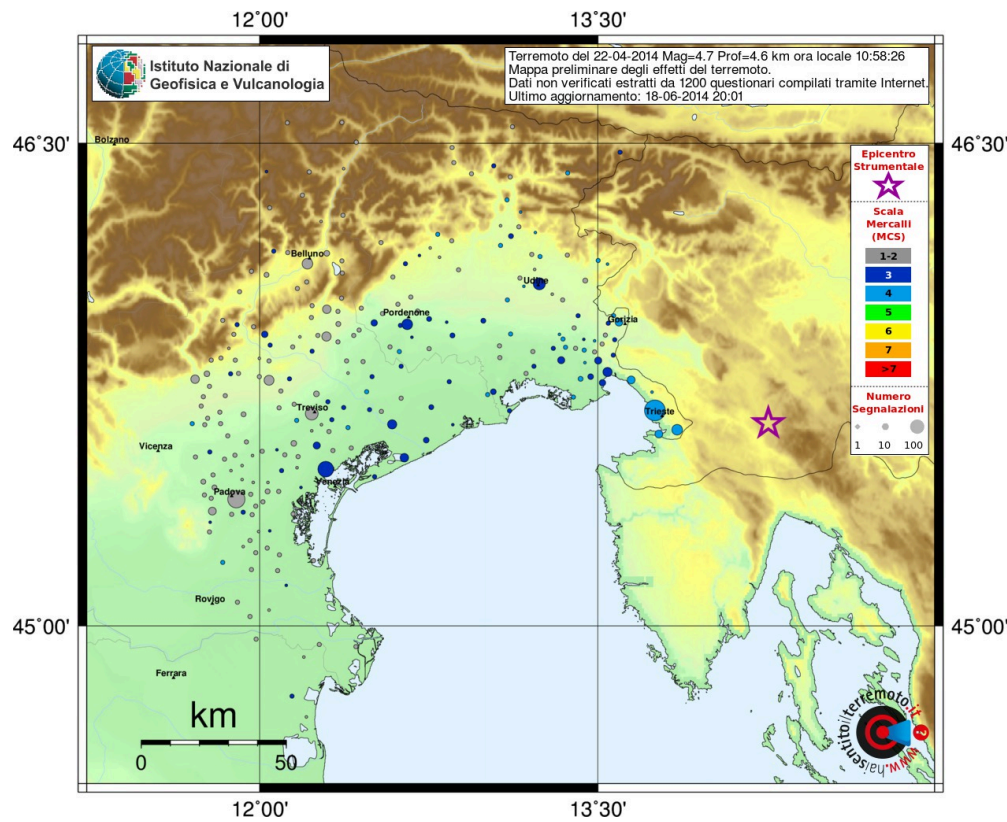 12°00'
13°30'
Istituto Nazionale di
Geofisica e Vulcanologia
Terremoto del 22-04-2014 Mag=4.7 Prof=4.6 km ora locale 10:58:26
Mappa preliminare degli effetti del terremoto.
Dati non verificati estratti da 1200 questionari compilati tramite Internet.
Ultimo aggiornamento: 18-06-2014 20:01
46°30'
46°30'
Bolzano
Epicentro
Strumentale
Scala
Mercalli
(MCS)
1-2
3
4
5
6
7
>7
Numero
Segnalazioni
1 10 100
Belluno
Udine
Pordenone
Gorizia
Treviso
Trieste
Vicenza
Venezia
Padova
Rovigo
45°00'
45°00'
Ferrara
km
0 50
www.haisentitoilterremoto.it
12°00'
13°30'